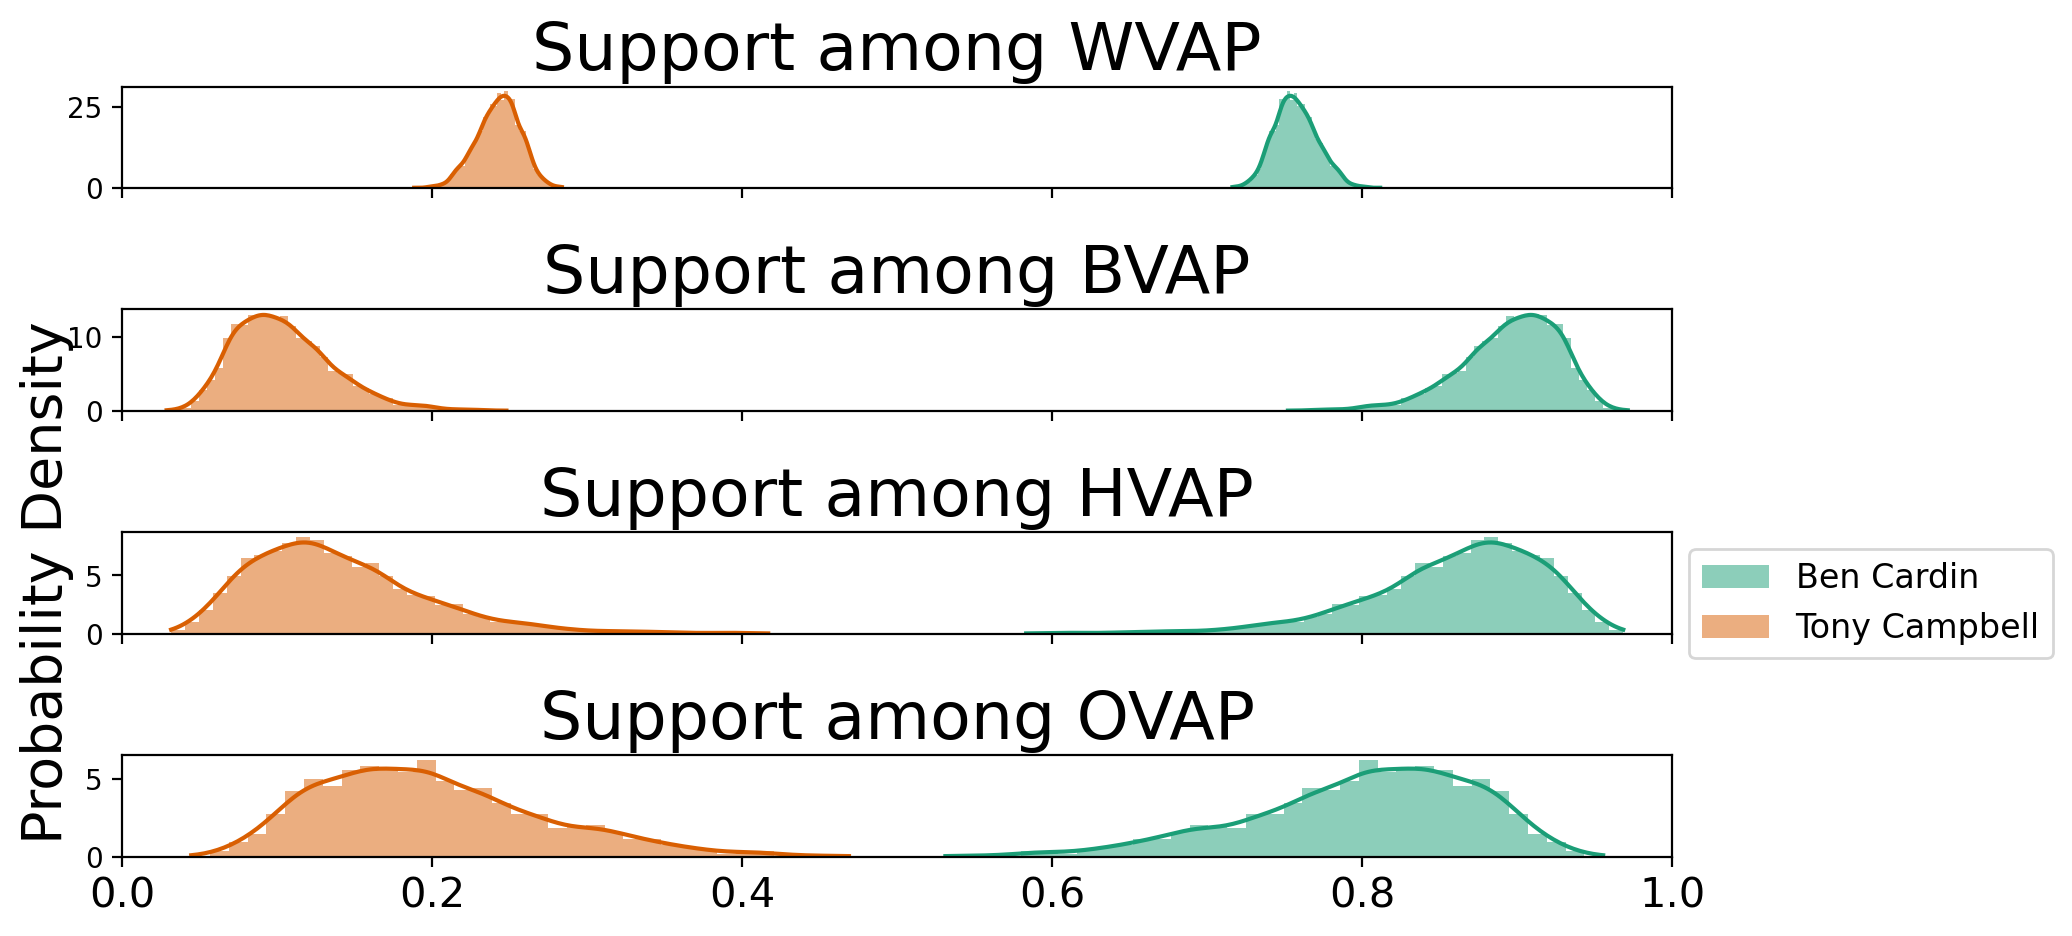 Support among WVAP
25
0
Support among BVAP
10
0
Support among HVAP
5
0
Support among OVAP
5
0
0.0 0.2 0.4 0.6 0.8 1.0
Probability Density
Ben Cardin
Tony Campbell